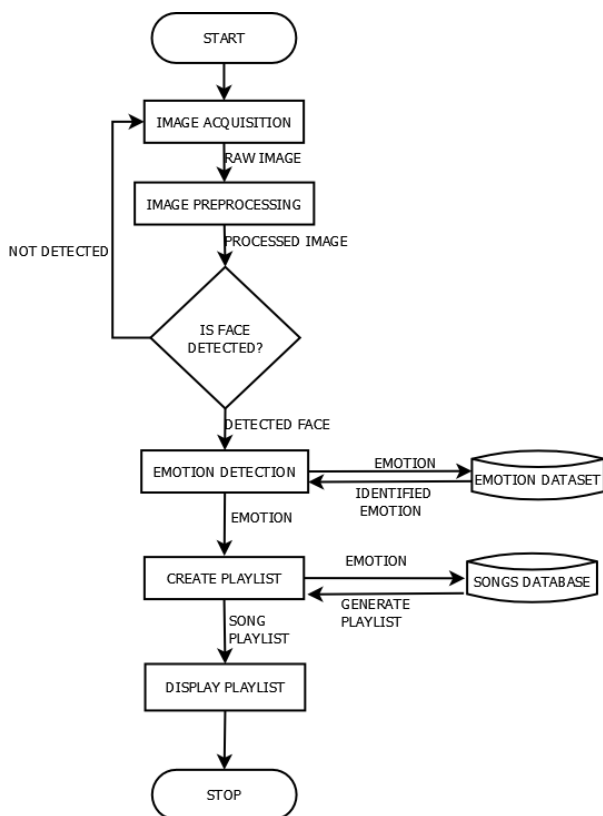 START
IMAGE ACQUISITION
RAW IMAGE
IMAGE PREPROCESSING
PROCESSED IMAGE
NOT DETECTED
IS FACE
DETECTED?
DETECTED FACE
EMOTION DETECTION
EMOTION
EMOTION DATASET
IDENTIFIED
EMOTION
EMOTION
CREATE PLAYLIST
EMOTION
SONGS DATABASE
GENERATE
PLAYLIST
SONG
PLAYLIST
DISPLAY PLAYLIST
STOP